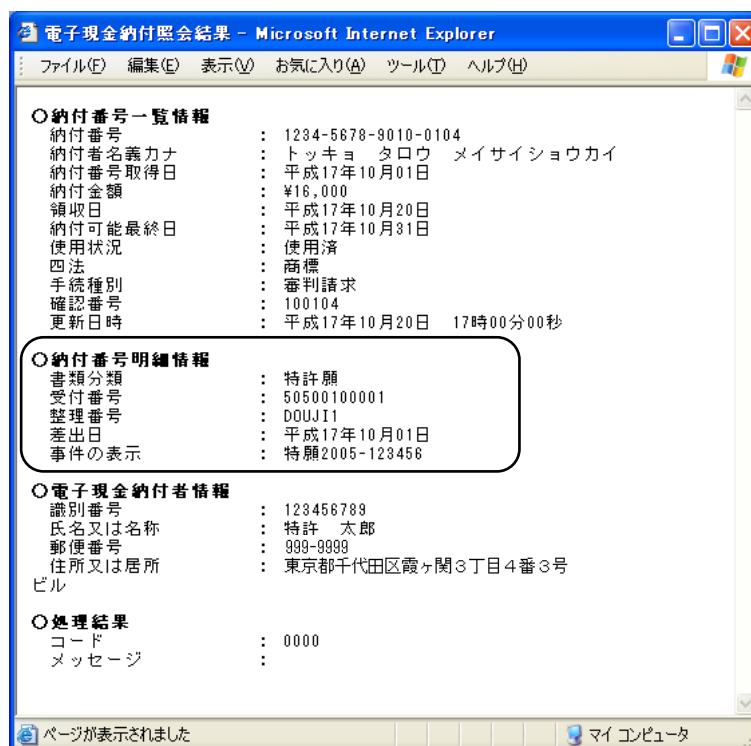 電子現金納付照会結果 - Microsoft Internet Explorer
ファイル(F) 編集(E) 表示(V) お気に入り(A) ツール(T) ヘルプ(H)
○納付番号一覧情報
納付番号 : 1234-5678-9010-0104
納付者名義カナ : トッキョ タロウ メイサイショウカイ
納付番号取得日 : 平成17年10月01日
納付金額 : ¥16,000
領収日 : 平成17年10月20日
納付可能最終日 : 平成17年10月31日
使用状況 : 使用済
四法 : 商標
手続種別 : 審判請求
確認番号 : 100104
更新日時 : 平成17年10月20日 17時00分00秒
○納付番号明細情報
書類分類 : 特許願
受付番号 : 50500100001
整理番号 : DOUJI1
差出日 : 平成17年10月01日
事件の表示 : 特願2005-123456
○電子現金納付者情報
識別番号 : 123456789
氏名又は名称 : 特許 太郎
郵便番号 : 999-9999
住所又は居所 : 東京都千代田区霞ヶ関3丁目4番3号
ビル
○処理結果
コード : 0000
メッセージ :
ページが表示されました マイ コンピュータ